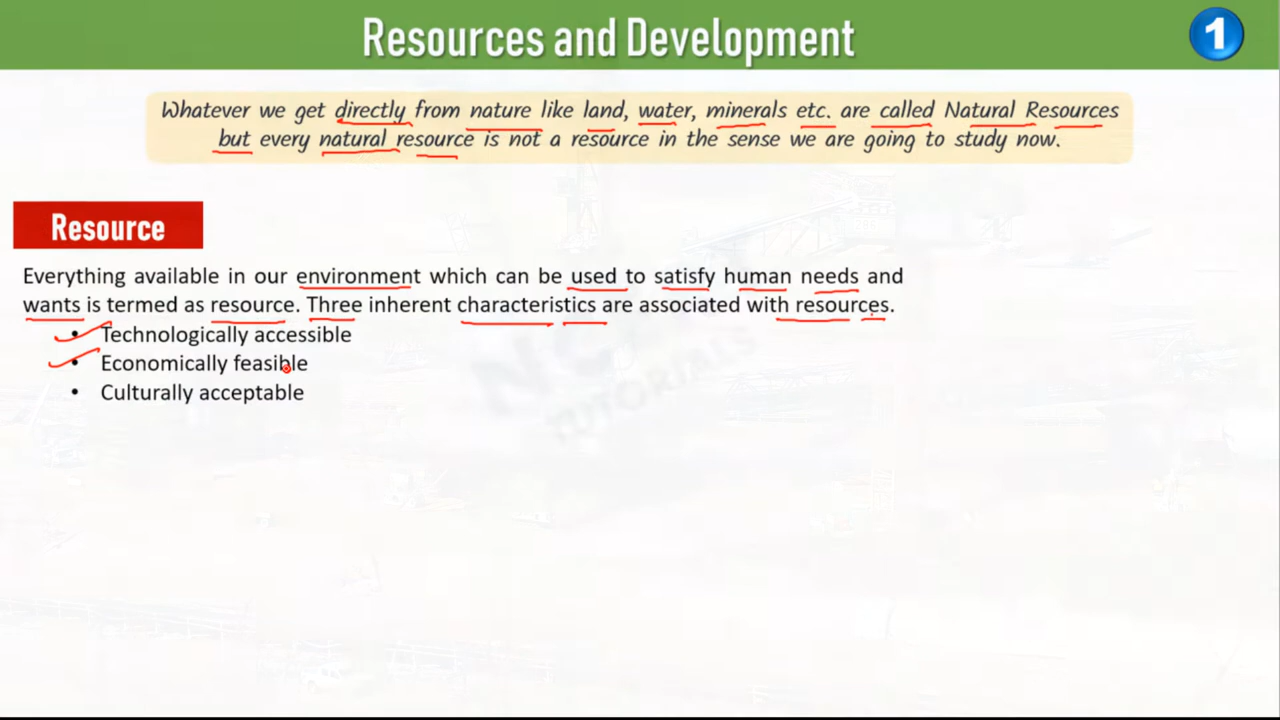 Resources and Development
1
Whatever we get directly from nature like land, water, minerals etc. are called Natural Resources
but every natural resource is not a resource in the sense we are going to study now.
Resource
Everything available in our environment which can be used to satisfy human needs and
wants is termed as resource. Three inherent characteristics are associated with resources.
• Technologically accessible
• Economically feasible
• Culturally acceptable
TUTORIALS